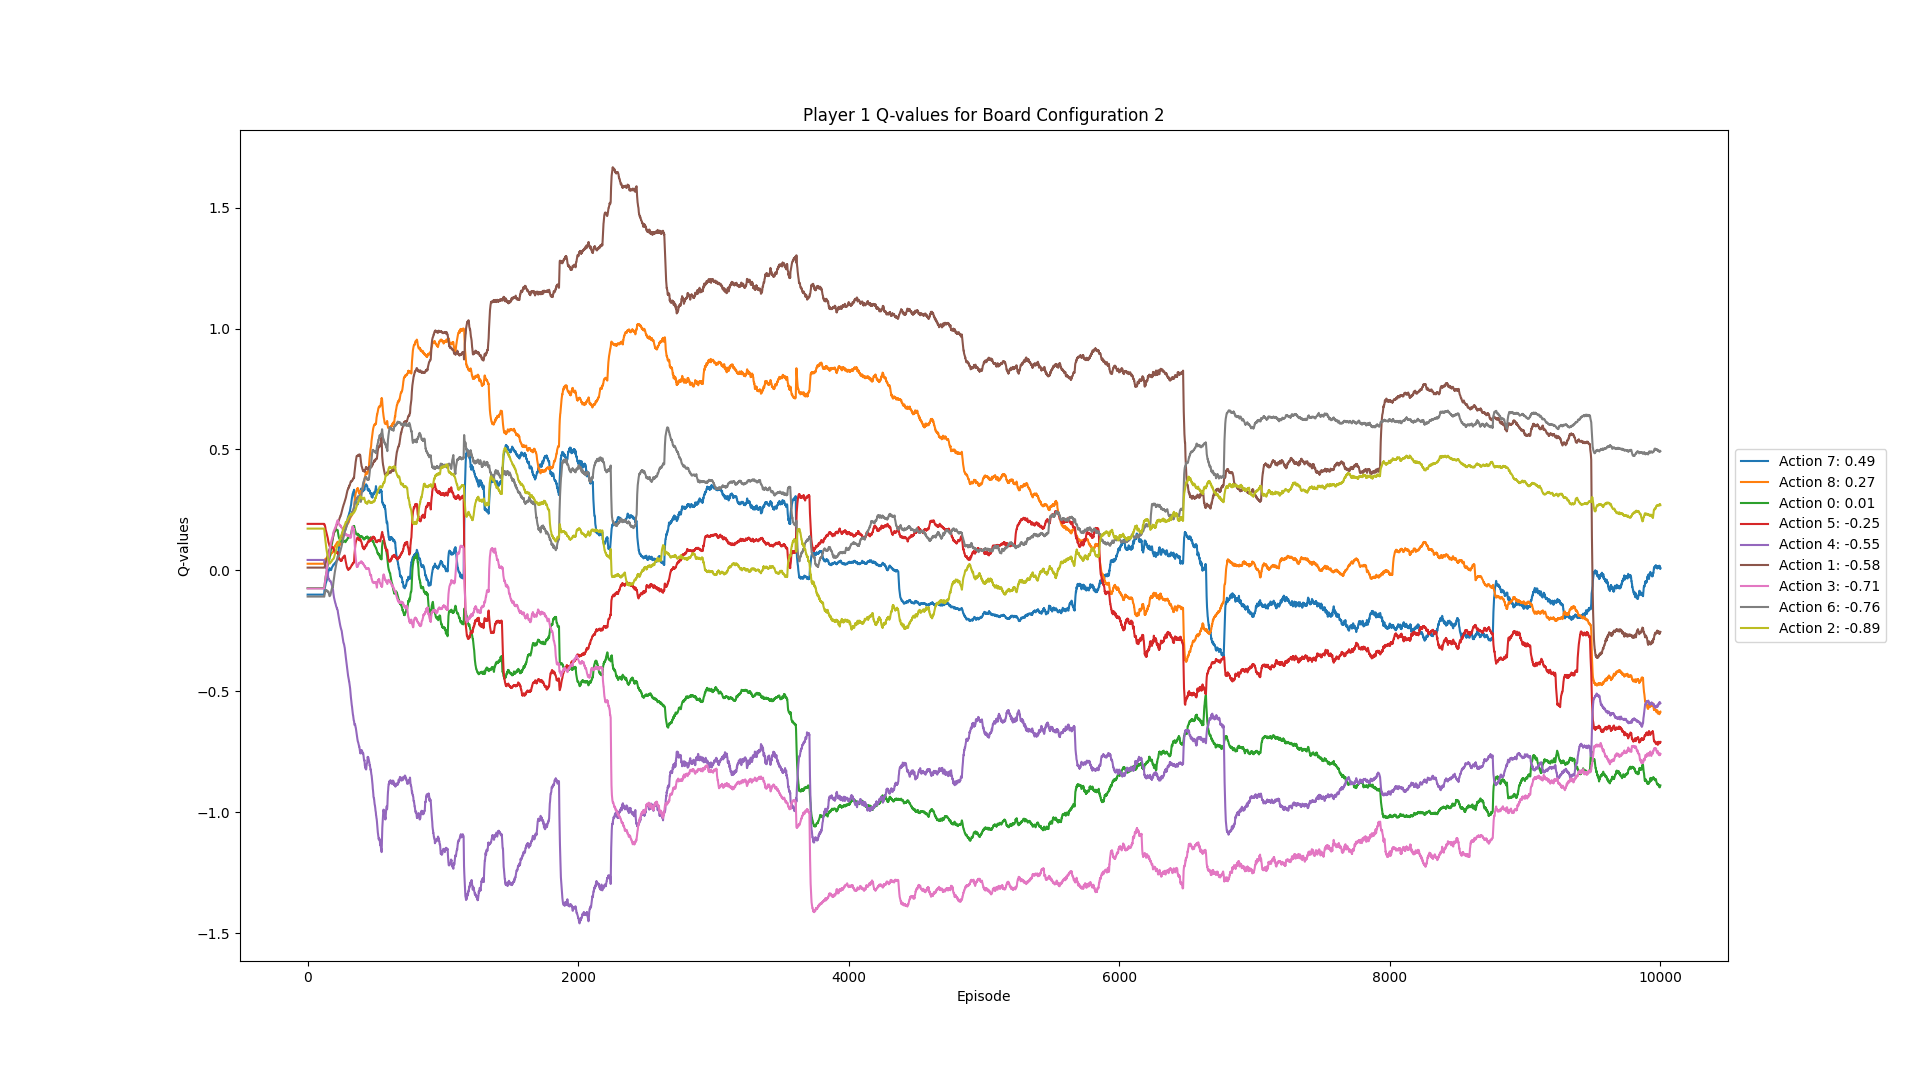 Player 1 Q-values for Board Configuration 2
1.5
1.0
0.5
0.0
−0.5
−1.0
−1.5
Q-values
0 2000 4000 6000 8000 10000
Episode
Action 7: 0.49
Action 8: 0.27
Action 0: 0.01
Action 5: -0.25
Action 4: -0.55
Action 1: -0.58
Action 3: -0.71
Action 6: -0.76
Action 2: -0.89